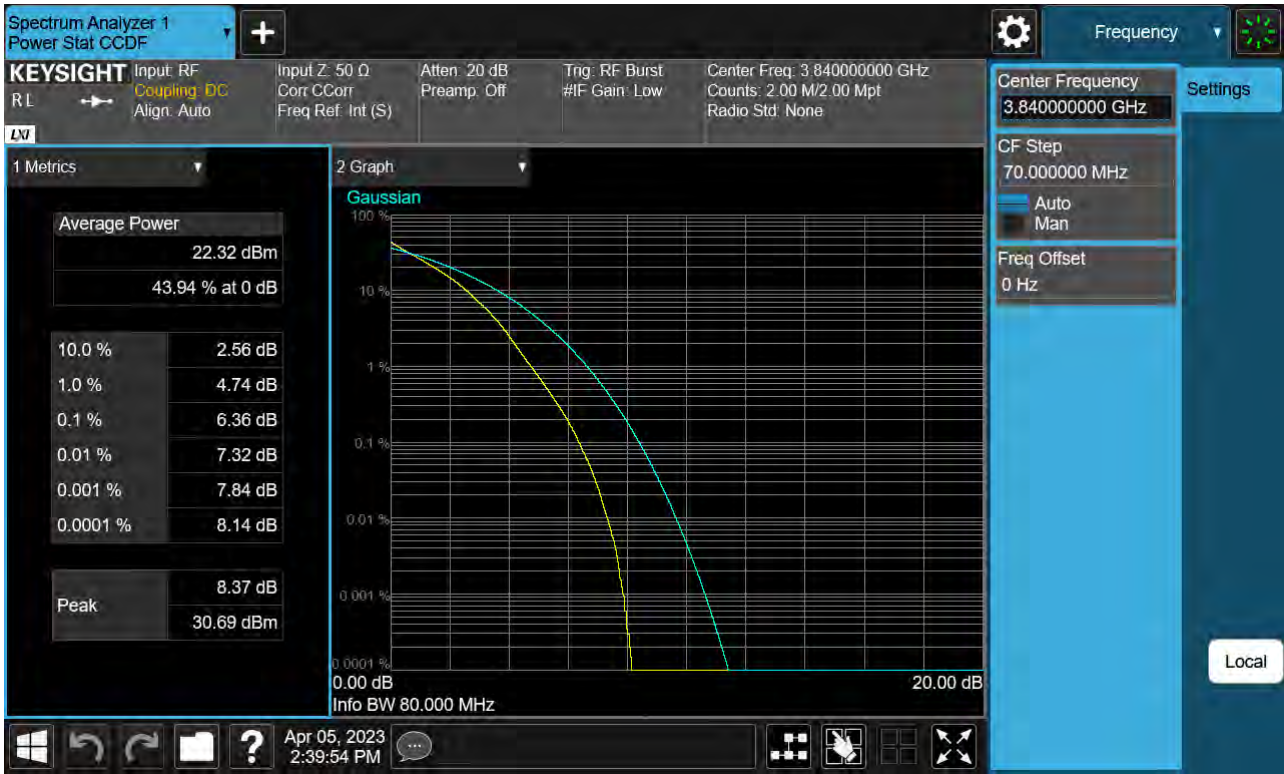 Spectrum Analyzer 1
Power Stat CCDF
+
Frequency
KEYSIGHT
RL
LXI
Input: RF
Coupling: DC
Align: Auto
Input Z: 50 Ω
Corr CCorr
Freq Ref: Int (S)
Atten: 20 dB
Preamp: Off
Trig: RF Burst
#IF Gain: Low
Center Freq: 3.840000000 GHz
Counts: 2.00 M/2.00 Mpt
Radio Std: None
Center Frequency
3.840000000 GHz
Settings
CF Step
70.000000 MHz
Auto
Man
Freq Offset
0 Hz
1 Metrics
Average Power
22.32 dBm
43.94 % at 0 dB
10.0 % 2.56 dB
1.0 % 4.74 dB
0.1 % 6.36 dB
0.01 % 7.32 dB
0.001 % 7.84 dB
0.0001 % 8.14 dB
Peak
8.37 dB
30.69 dBm
2 Graph
Gaussian
100 %
10 %
1 %
0.1 %
0.01 %
0.001 %
0.0001 %
0.00 dB
20.00 dB
Info BW 80.000 MHz
Local
?
Apr 05, 2023
2:39:54 PM